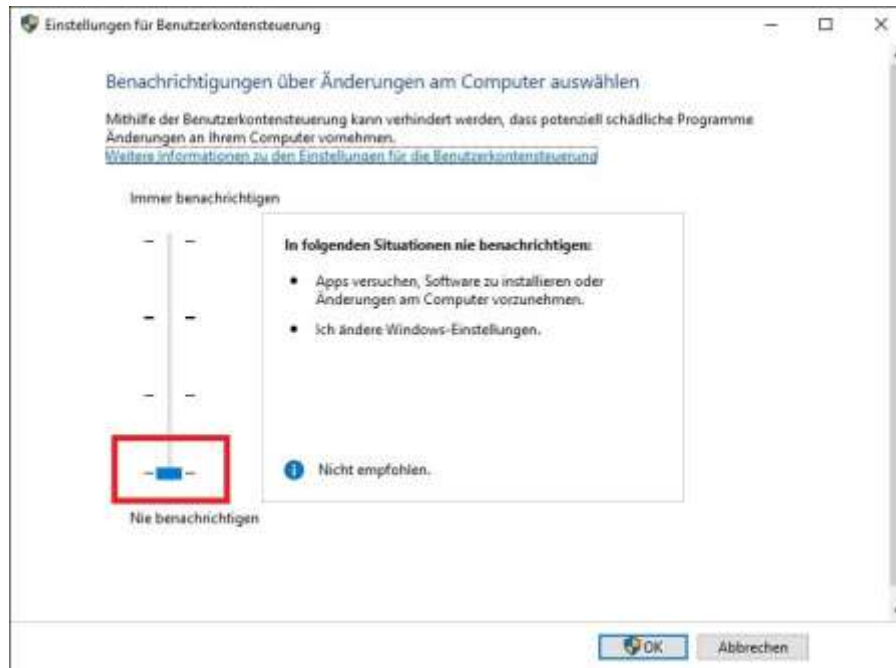 Einstellungen für Benutzerkontensteuerung
Benachrichtigungen über Änderungen am Computer auswählen
Mithilfe der Benutzerkontensteuerung kann verhindert werden, dass potenziell schädliche Programme
Änderungen an Ihrem Computer vornehmen.
Weitere Informationen zu den Einstellungen für die Benutzerkontensteuerung
Immer benachrichtigen
In folgenden Situationen nie benachrichtigen:
• Apps versuchen, Software zu installieren oder
Änderungen am Computer vorzunehmen.
• Ich ändere Windows-Einstellungen.
Nicht empfohlen.
Nie benachrichtigen
OK Abbrechen